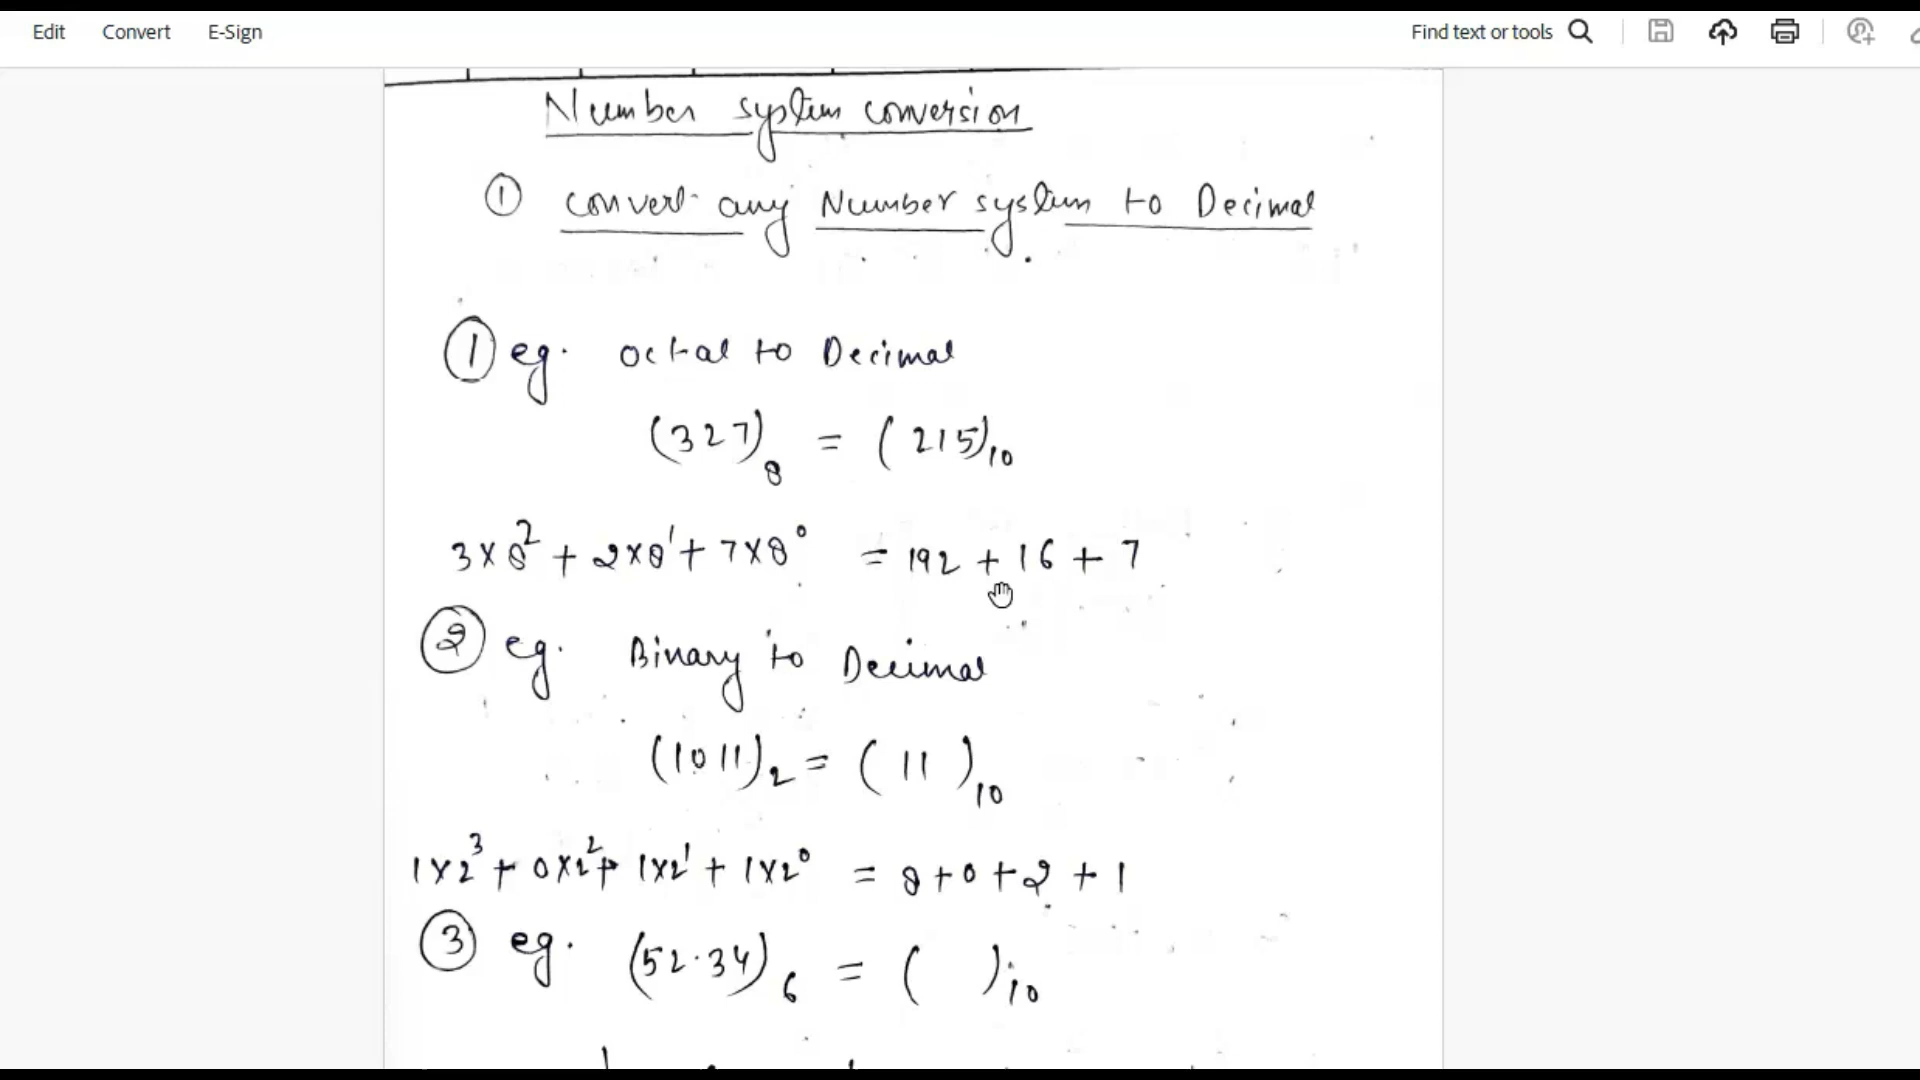 Edit Convert E-Sign Find text or tools
Number system conversion
① convert any Number system to Decimal
① eg. Octal to Decimal
(327)₈ = (215)₁₀
3×8² + 2×8¹ + 7×8⁰ = 192 + 16 + 7
② eg. Binary to Decimal
(1011)₂ = (11)₁₀
1×2³ + 0×2² + 1×2¹ + 1×2⁰ = 8+0+2+1
③ eg. (52.34)₆ = ( )₁₀